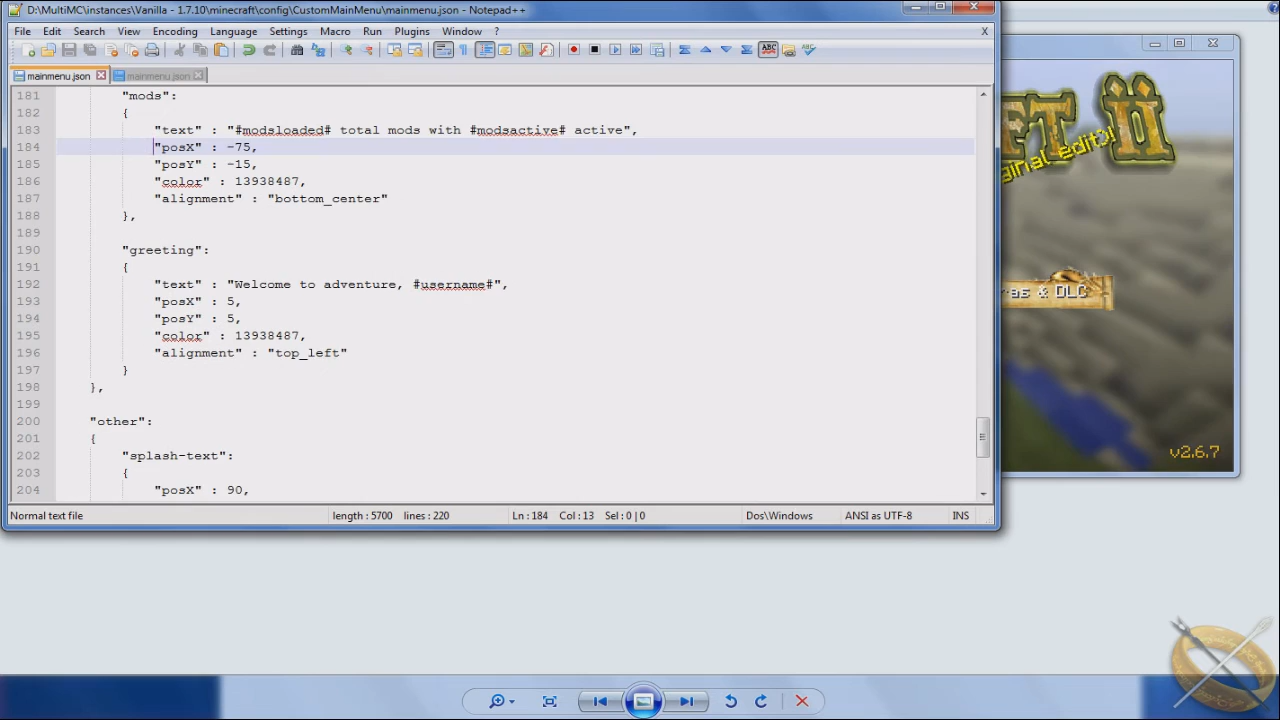 D:\MultiMC\instances\Vanilla - 1.7.10\minecraft\config\CustomMainMenu\mainmenu.json - Notepad++
File Edit Search View Encoding Language Settings Macro Run Plugins Window ? X
mainmenu.json mainmenu.json
181 "mods":
182 {
183 "text" : "#modsloaded# total mods with #modsactive# active",
184 "posX" : -75,
185 "posY" : -15,
186 "color" : 13938487,
187 "alignment" : "bottom_center"
188 },
189
190 "greeting":
191 {
192 "text" : "Welcome to adventure, #username#",
193 "posX" : 5,
194 "posY" : 5,
195 "color" : 13938487,
196 "alignment" : "top_left"
197 }
198 },
199
200 "other":
201 {
202 "splash-text":
203 {
204 "posX" : 90,
Normal text file length : 5700 lines : 220 Ln : 184 Col : 13 Sel : 0 | 0 Dos\Windows ANSI as UTF-8 INS
FT II
ginal edit)!
ras & DLC
v2.6.7